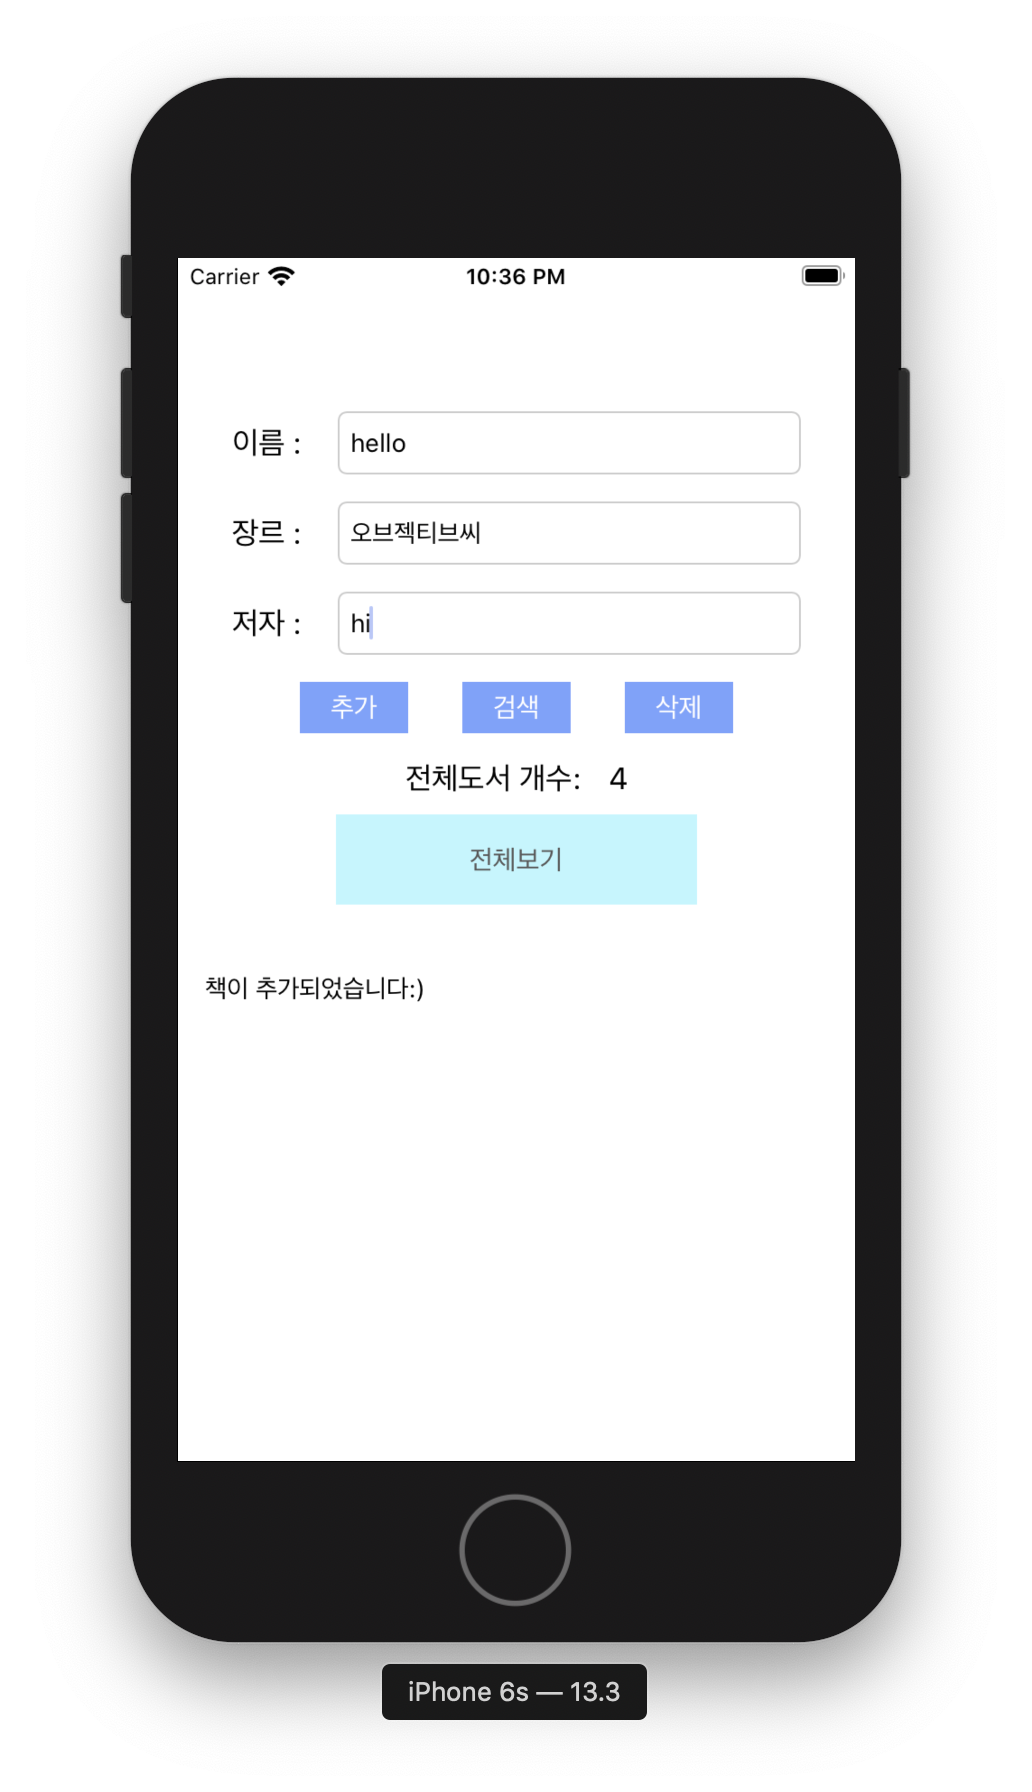 Carrier 10:36 PM
이름 : hello
장르 : 오브젝티브씨
저자 : hi
추가 검색 삭제
전체도서 개수: 4
전체보기
책이 추가되었습니다:)
iPhone 6s — 13.3